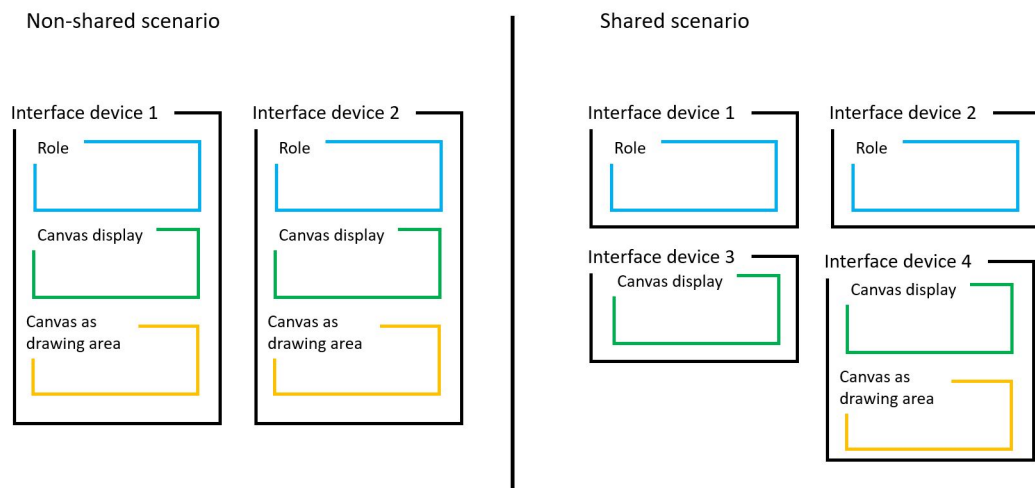 Non-shared scenario
Interface device 1
Role
Canvas display
Canvas as
drawing area
Interface device 2
Role
Canvas display
Canvas as
drawing area
Shared scenario
Interface device 1
Role
Interface device 2
Role
Interface device 3
Canvas display
Interface device 4
Canvas display
Canvas as
drawing area